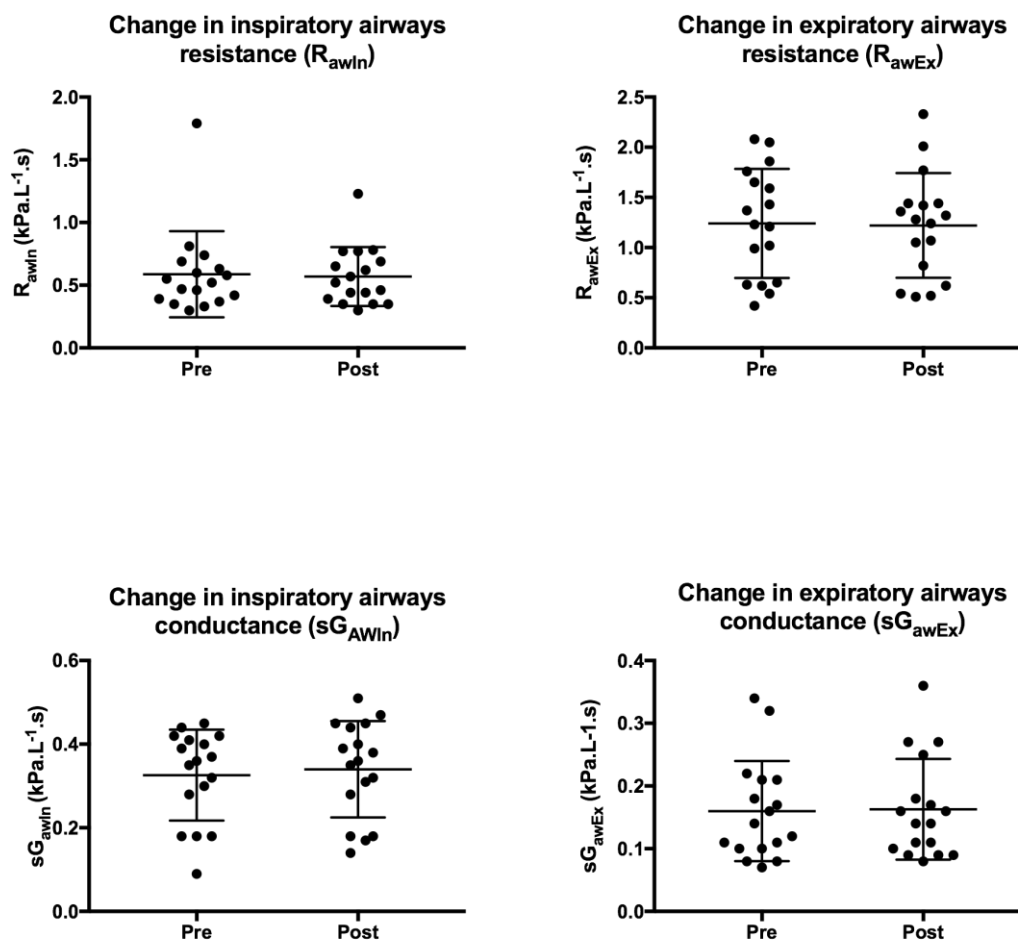 Change in inspiratory airways
resistance (RawIn)
2.0
1.5
1.0
0.5
0.0
RawIn (kPa.L-1.s)
Pre Post
Change in expiratory airways
resistance (RawEx)
2.5
2.0
1.5
1.0
0.5
0.0
RawEx (kPa.L-1.s)
Pre Post
Change in inspiratory airways
conductance (sGAWIn)
0.6
0.4
0.2
0.0
sGawIn (kPa.L-1.s)
Pre Post
Change in expiratory airways
conductance (sGawEx)
0.4
0.3
0.2
0.1
0.0
sGawEx (kPa.L-1.s)
Pre Post